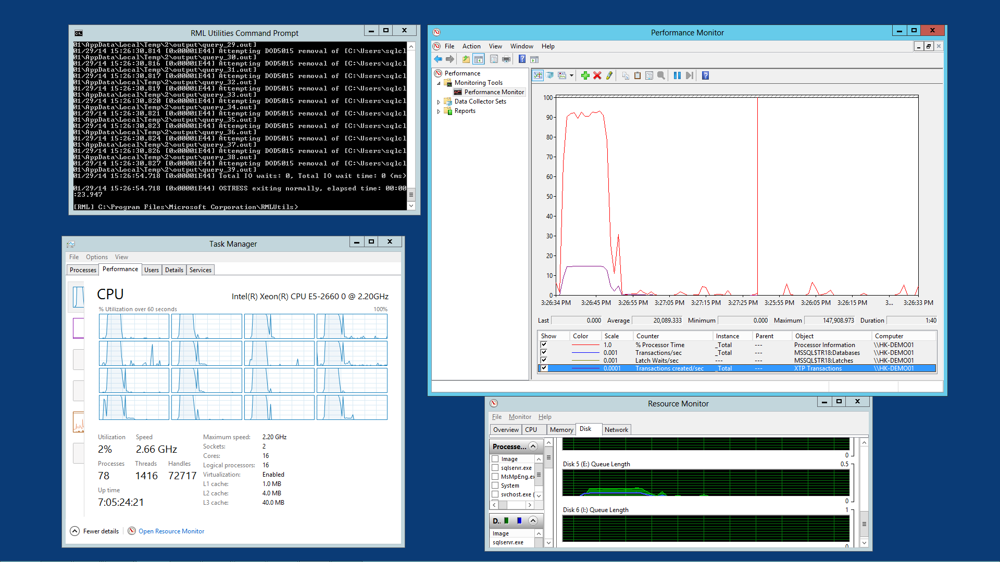 RML Utilities Command Prompt
01\AppData\Local\Temp\2\output\query_29.out]
01/29/14 15:26:30.814 [0x00001E44] Attempting DOD5015 removal of [C:\Users\sqlcl
01\AppData\Local\Temp\2\output\query_30.out]
01/29/14 15:26:30.816 [0x00001E44] Attempting DOD5015 removal of [C:\Users\sqlcl
01\AppData\Local\Temp\2\output\query_31.out]
01/29/14 15:26:30.817 [0x00001E44] Attempting DOD5015 removal of [C:\Users\sqlcl
01\AppData\Local\Temp\2\output\query_32.out]
01/29/14 15:26:30.819 [0x00001E44] Attempting DOD5015 removal of [C:\Users\sqlcl
01\AppData\Local\Temp\2\output\query_33.out]
01/29/14 15:26:30.820 [0x00001E44] Attempting DOD5015 removal of [C:\Users\sqlcl
01\AppData\Local\Temp\2\output\query_34.out]
01/29/14 15:26:30.821 [0x00001E44] Attempting DOD5015 removal of [C:\Users\sqlcl
01\AppData\Local\Temp\2\output\query_35.out]
01/29/14 15:26:30.823 [0x00001E44] Attempting DOD5015 removal of [C:\Users\sqlcl
01\AppData\Local\Temp\2\output\query_36.out]
01/29/14 15:26:30.824 [0x00001E44] Attempting DOD5015 removal of [C:\Users\sqlcl
01\AppData\Local\Temp\2\output\query_37.out]
01/29/14 15:26:30.826 [0x00001E44] Attempting DOD5015 removal of [C:\Users\sqlcl
01\AppData\Local\Temp\2\output\query_38.out]
01/29/14 15:26:30.827 [0x00001E44] Attempting DOD5015 removal of [C:\Users\sqlcl
01\AppData\Local\Temp\2\output\query_39.out]
01/29/14 15:26:54.718 [0x00001E44] Total IO waits: 0, Total IO wait time: 0 (ms)
01/29/14 15:26:54.718 [0x00001E44] OSTRESS exiting normally, elapsed time: 00:00
:23.947
[RML] C:\Program Files\Microsoft Corporation\RMLUtils>
Performance Monitor
File Action View Window Help
Performance
Monitoring Tools
Performance Monitor
Data Collector Sets
Reports
100
90
80
70
60
50
40
30
20
10
0
3:26:34 PM 3:26:45 PM 3:26:55 PM 3:27:05 PM 3:27:15 PM 3:27:25 PM 3:25:55 PM 3:26:05 PM 3:26:15 PM 3... 3:26:33 PM
Last 0.000 Average 20,089.333 Minimum 0.000 Maximum 147,908.973 Duration 1:40
Show Color Scale Counter Instance Parent Object Computer
1.0 % Processor Time _Total --- Processor Information \\HK-DEMO01
0.001 Transactions/sec _Total --- MSSQL$TR18:Databases \\HK-DEMO01
0.001 Latch Waits/sec --- --- MSSQL$TR18:Latches \\HK-DEMO01
0.0001 Transactions created/sec _Total --- XTP Transactions \\HK-DEMO01
Task Manager
File Options View
Processes Performance Users Details Services
CPU
Intel(R) Xeon(R) CPU E5-2660 0 @ 2.20GHz
% Utilization over 60 seconds 100%
Utilization Speed
2% 2.66 GHz
Processes Threads Handles
78 1416 72717
Up time
7:05:24:21
Maximum speed: 2.20 GHz
Sockets: 2
Cores: 16
Logical processors: 16
Virtualization: Enabled
L1 cache: 1.0 MB
L2 cache: 4.0 MB
L3 cache: 40.0 MB
Fewer details
Open Resource Monitor
Resource Monitor
File Monitor Help
Overview CPU Memory Disk Network
Processe...
Image
sqlservr.exe
MsMpEng.ex
System
svchost.exe (
D..
Image
sqlservr.exe
0
Disk 5 (E:) Queue Length 0.5
0
Disk 6 (I:) Queue Length 1
0